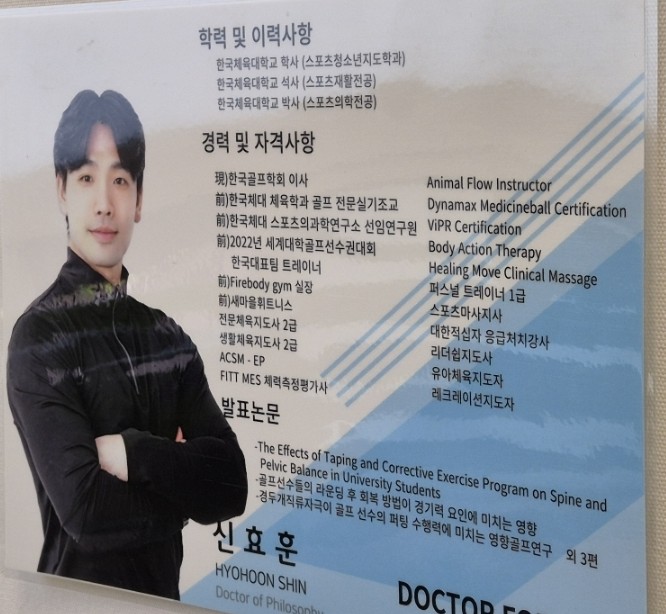 학력 및 이력사항
한국체육대학교 학사 (스포츠청소년지도학과)
한국체육대학교 석사 (스포츠재활전공)
한국체육대학교 박사 (스포츠의학전공)
경력 및 자격사항
現)한국골프학회 이사
前)한국체대 체육학과 골프 전문실기조교
前)한국체대 스포츠의과학연구소 선임연구원
前)2022년 세계대학골프선수권대회
한국대표팀 트레이너
前)Firebody gym 실장
前)새마을휘트니스
전문체육지도사 2급
생활체육지도사 2급
ACSM - EP
FITT MES 체력측정평가사
Animal Flow Instructor
Dynamax Medicineball Certification
ViPR Certification
Body Action Therapy
Healing Move Clinical Massage
퍼스널 트레이너 1급
스포츠마사지사
대한적십자 응급처치강사
리더쉽지도사
유아체육지도자
레크레이션지도자
발표논문
-The Effects of Taping and Corrective Exercise Program on Spine and
Pelvic Balance in University Students
-골프선수들의 라운딩 후 회복 방법이 경기력 요인에 미치는 영향
-경두개직류자극이 골프 선수의 퍼팅 수행력에 미치는 영향골프연구 외 3편
신효훈
HYOHOON SHIN
Doctor of Philosophy
DOCTOR